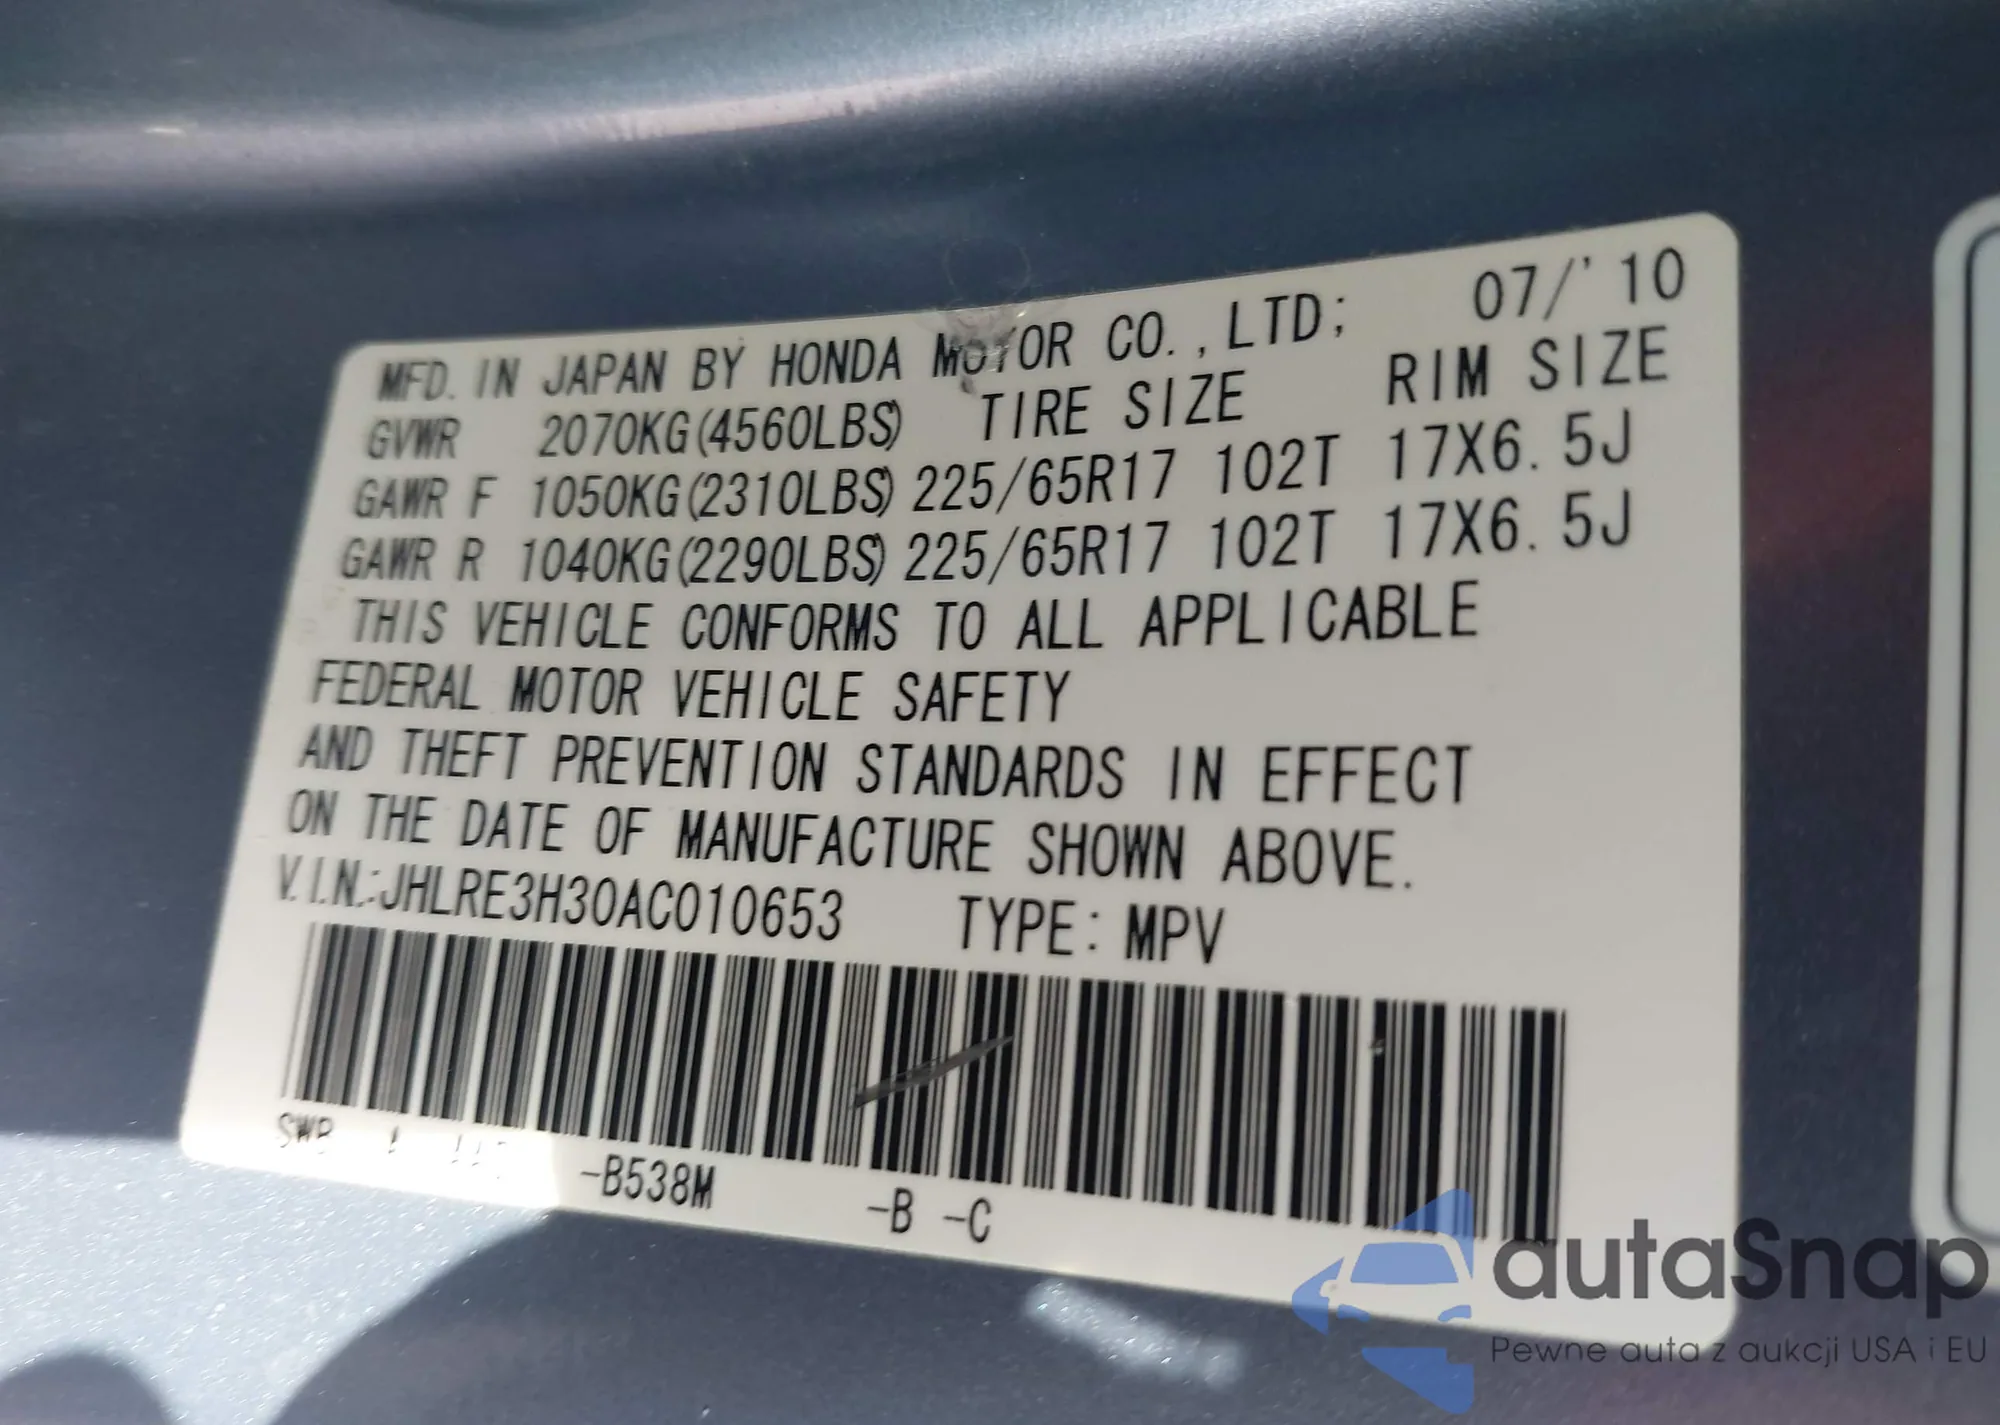 MFD. IN JAPAN BY HONDA MOTOR CO.,LTD; 07/'10
GVWR 2070KG(4560LBS) TIRE SIZE RIM SIZE
GAWR F 1050KG(2310LBS) 225/65R17 102T 17X6.5J
GAWR R 1040KG(2290LBS) 225/65R17 102T 17X6.5J
THIS VEHICLE CONFORMS TO ALL APPLICABLE
FEDERAL MOTOR VEHICLE SAFETY
AND THEFT PREVENTION STANDARDS IN EFFECT
ON THE DATE OF MANUFACTURE SHOWN ABOVE.
V.I.N.:JHLRE3H30AC010653 TYPE: MPV
-B538M -B -C
autaSnap
Pewne auta z aukcji USA i EU